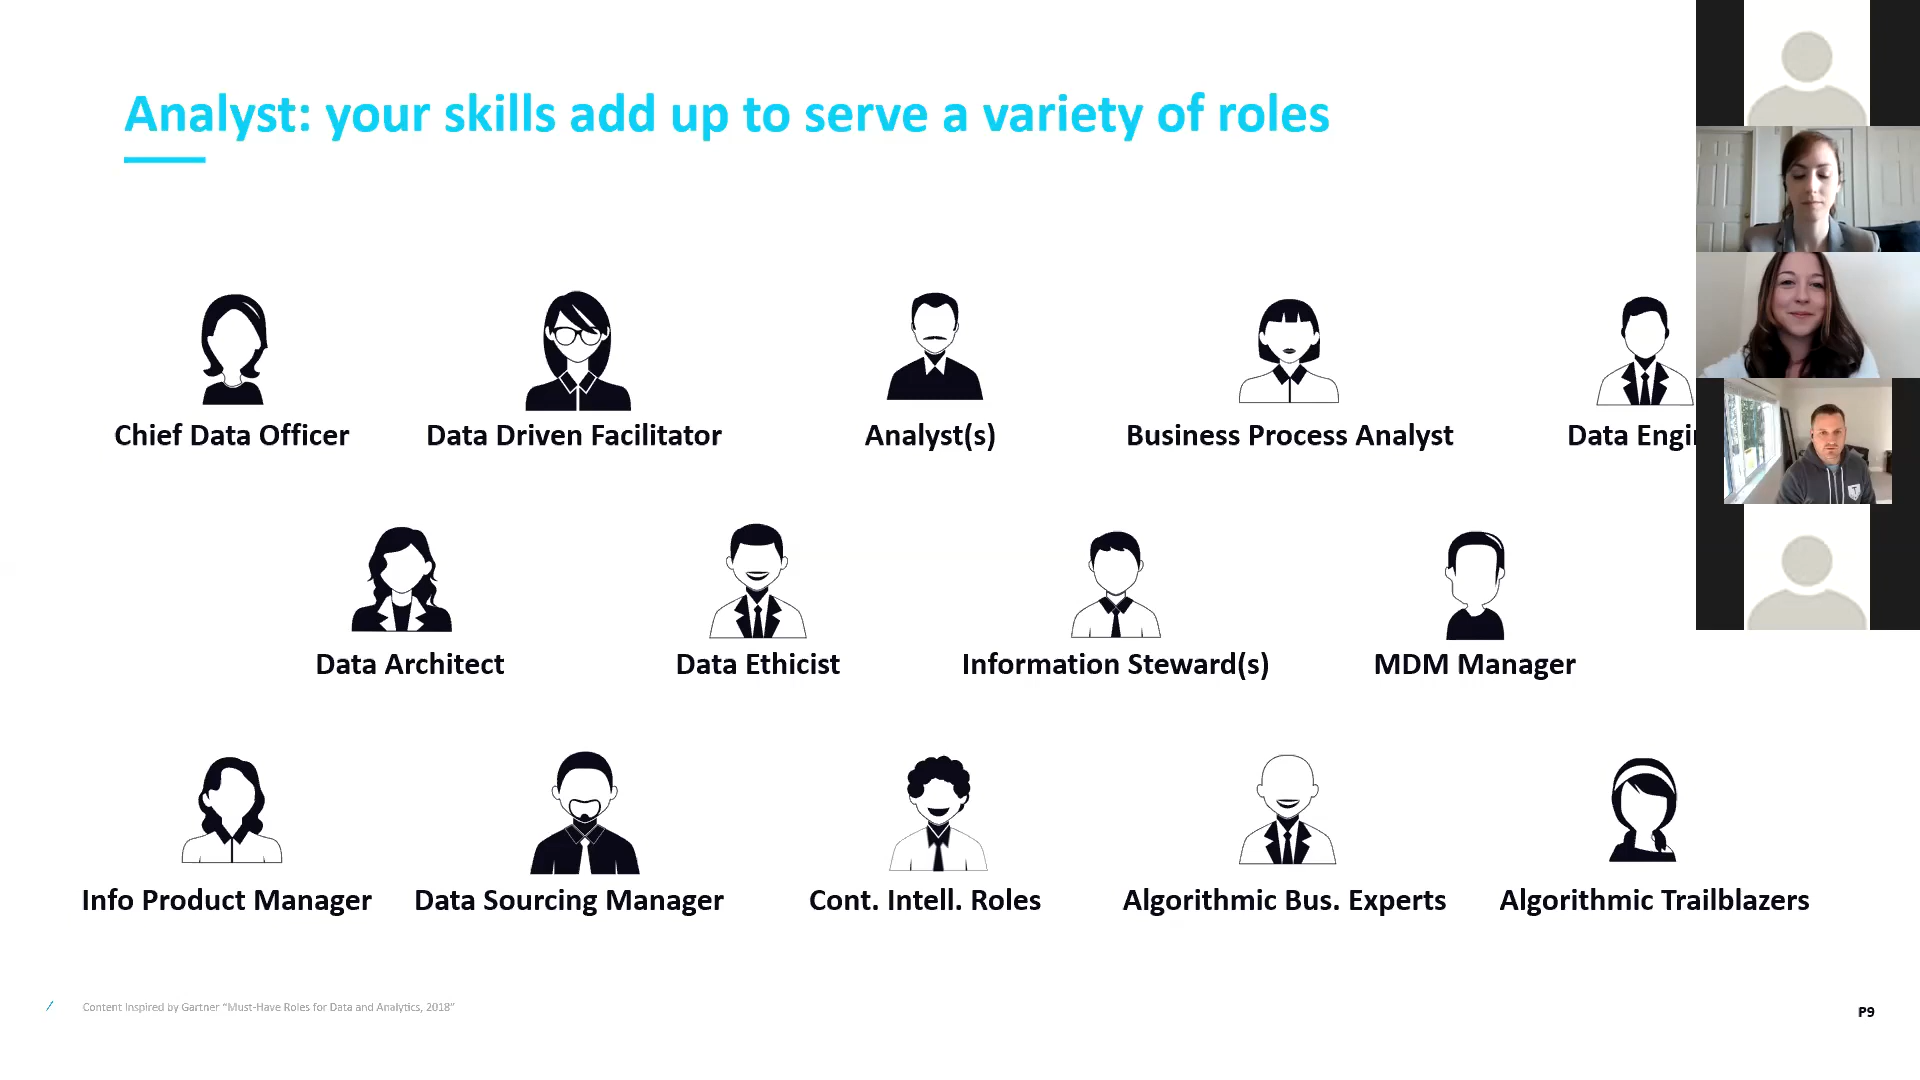 Analyst: your skills add up to serve a variety of roles
Chief Data Officer
Data Driven Facilitator
Analyst(s)
Business Process Analyst
Data
Data Architect
Data Ethicist
Information Steward(s)
MDM Manager
Info Product Manager
Data Sourcing Manager
Cont. Intell. Roles
Algorithmic Bus. Experts
Algorithmic Trailblazers
Content Inspired by Gartner “Must-Have Roles for Data and Analytics, 2018”
P9